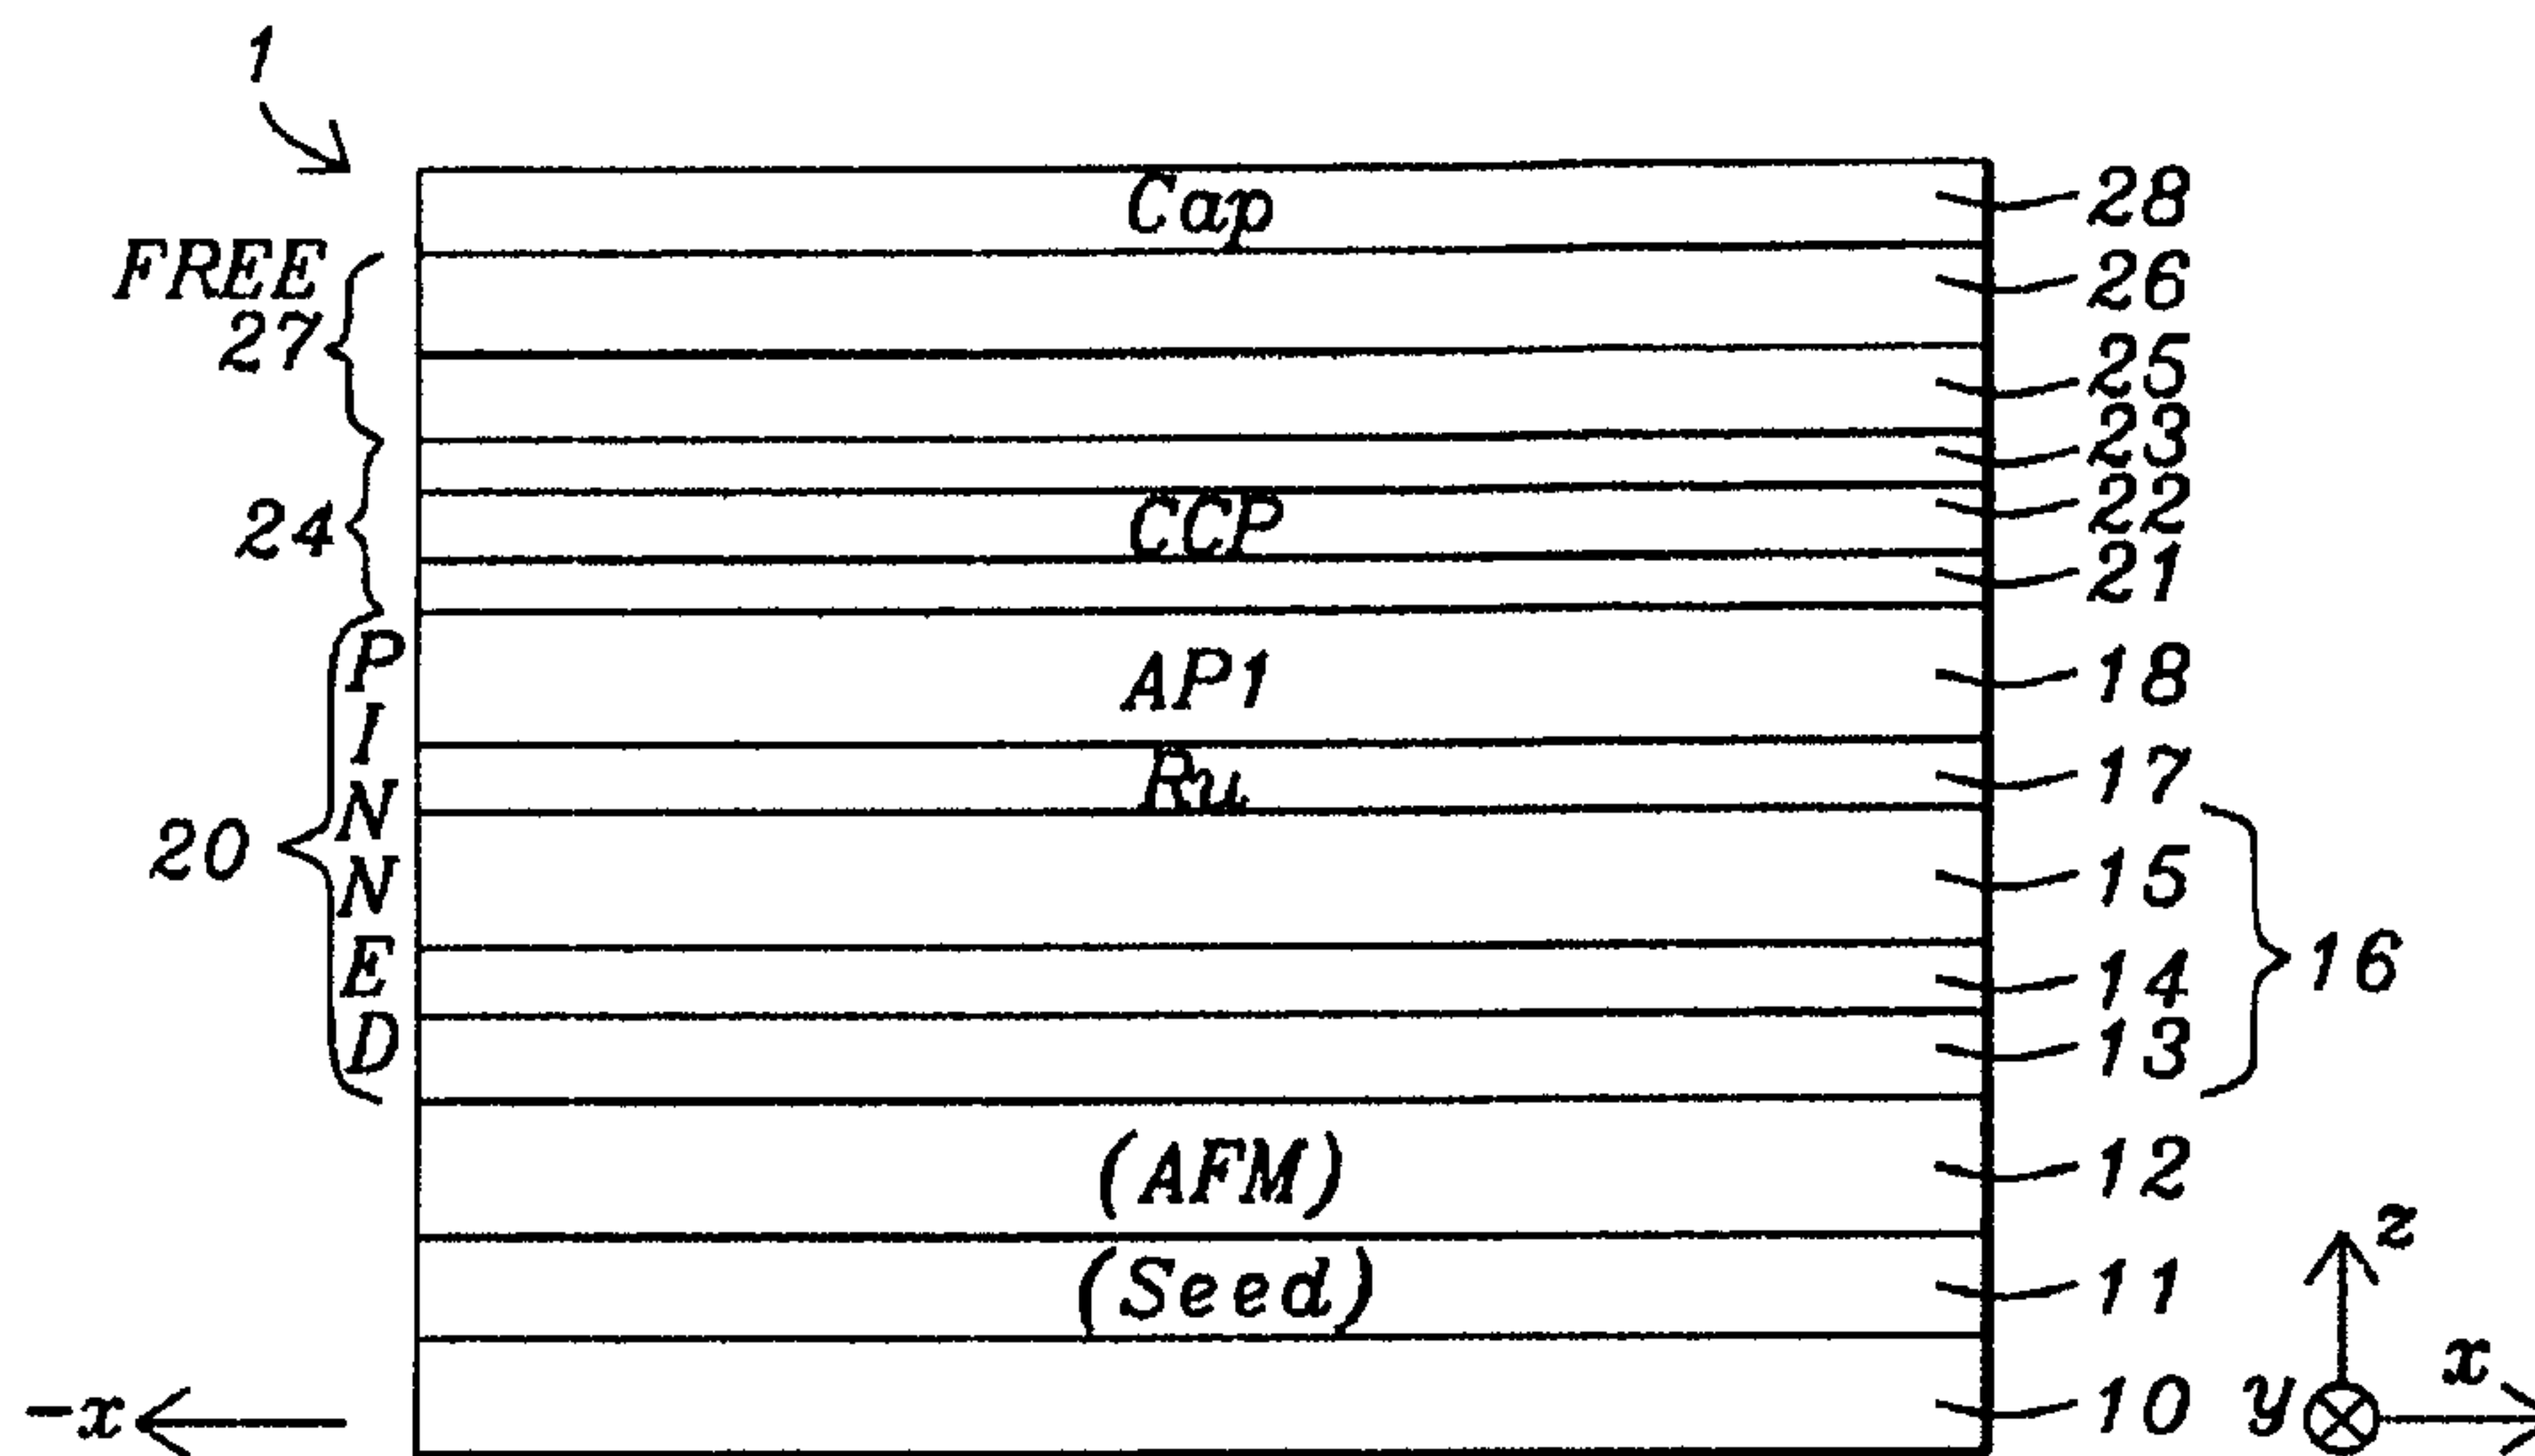 1
Cap 28
FREE 26
27 25
23
24 CCP 22
21
P AP1 18
I
Ru 17
N
20 15
N
16
E 14
D 13
(AFM) 12
z
(Seed) 11
x
-x 10 y